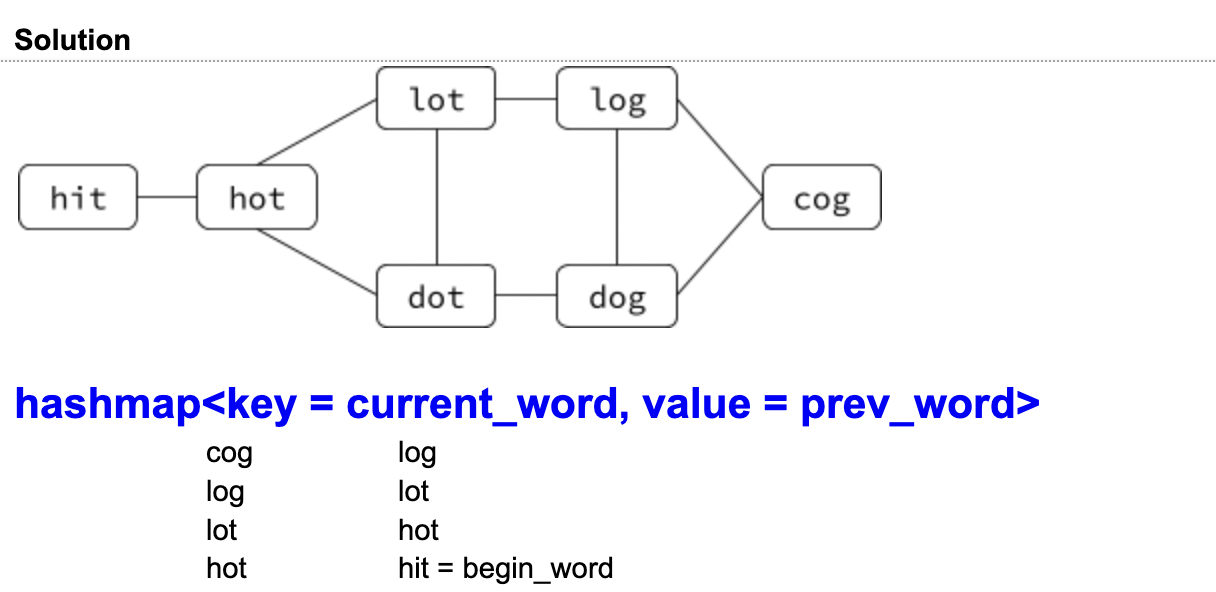 Solution
lot log
hit hot cog
dot dog
hashmap<key = current_word, value = prev_word>
cog log
log lot
lot hot
hot hit = begin_word